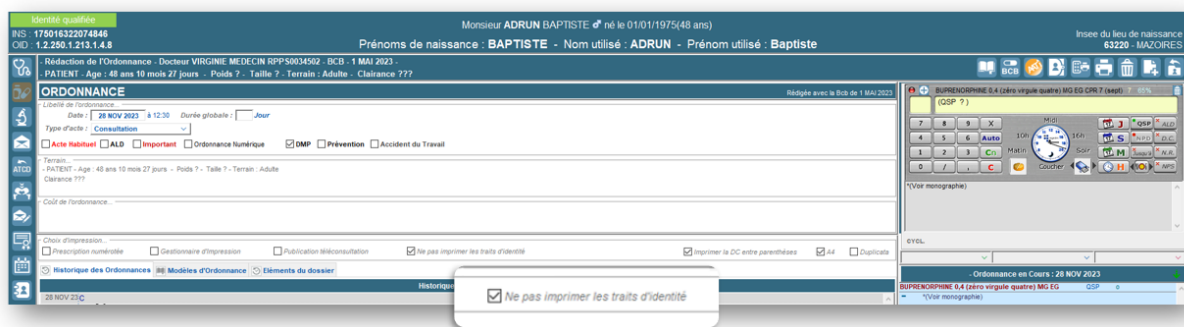 Identité qualifiée
INS : 175016322074846
OID : 1.2.250.1.213.1.4.8
Monsieur ADRUN BAPTISTE ♂ né le 01/01/1975(48 ans)
Prénoms de naissance : BAPTISTE - Nom utilisé : ADRUN - Prénom utilisé : Baptiste
Insee du lieu de naissance
63220 - MAZOIRES
- Rédaction de l'Ordonnance - Docteur VIRGINIE MEDECIN RPPS0034502 - BCB - 1 MAI 2023 -
- PATIENT - Age : 48 ans 10 mois 27 jours - Poids ? - Taille ? - Terrain : Adulte - Clairance ???
BCB
ATCD
ORDONNANCE
Rédigée avec la Bcb de 1 MAI 2023
Libellé de l'ordonnance...
Date : 28 NOV 2023 à 12:30 Durée globale : Jour
Type d'acte : Consultation
Acte Habituel ALD Important Ordonnance Numérique DMP Prévention Accident du Travail
Terrain...
- PATIENT - Age : 48 ans 10 mois 27 jours - Poids ? - Taille ? - Terrain : Adulte
Clairance ???
Coût de l'ordonnance...
Choix d'impression...
Prescription numérotée Gestionnaire d'Impression Publication téléconsultation Ne pas imprimer les traits d'identité Imprimer la DC entre parenthèses A4 Duplicata
Historique des Ordonnances Modèles d'Ordonnance Eléments du dossier
Historique
28 NOV 23 C
Ne pas imprimer les traits d'identité
BUPRENORPHINE 0,4 (zéro virgule quatre) MG EG CPR 7 (sept) ? 65%
(QSP ? )
7 8 9 X
4 5 6 Auto
1 2 3 Cn
0 / , C
Midi
10h 16h
Matin Soir
Coucher
J QSP ALD
S NPD D.C.
M Jusqu'à N.R.
H (OI) NPS
*(Voir monographie)
CYCL.
- Ordonnance en Cours : 28 NOV 2023
BUPRENORPHINE 0,4 (zéro virgule quatre) MG EG QSP o
*(Voir monographie)